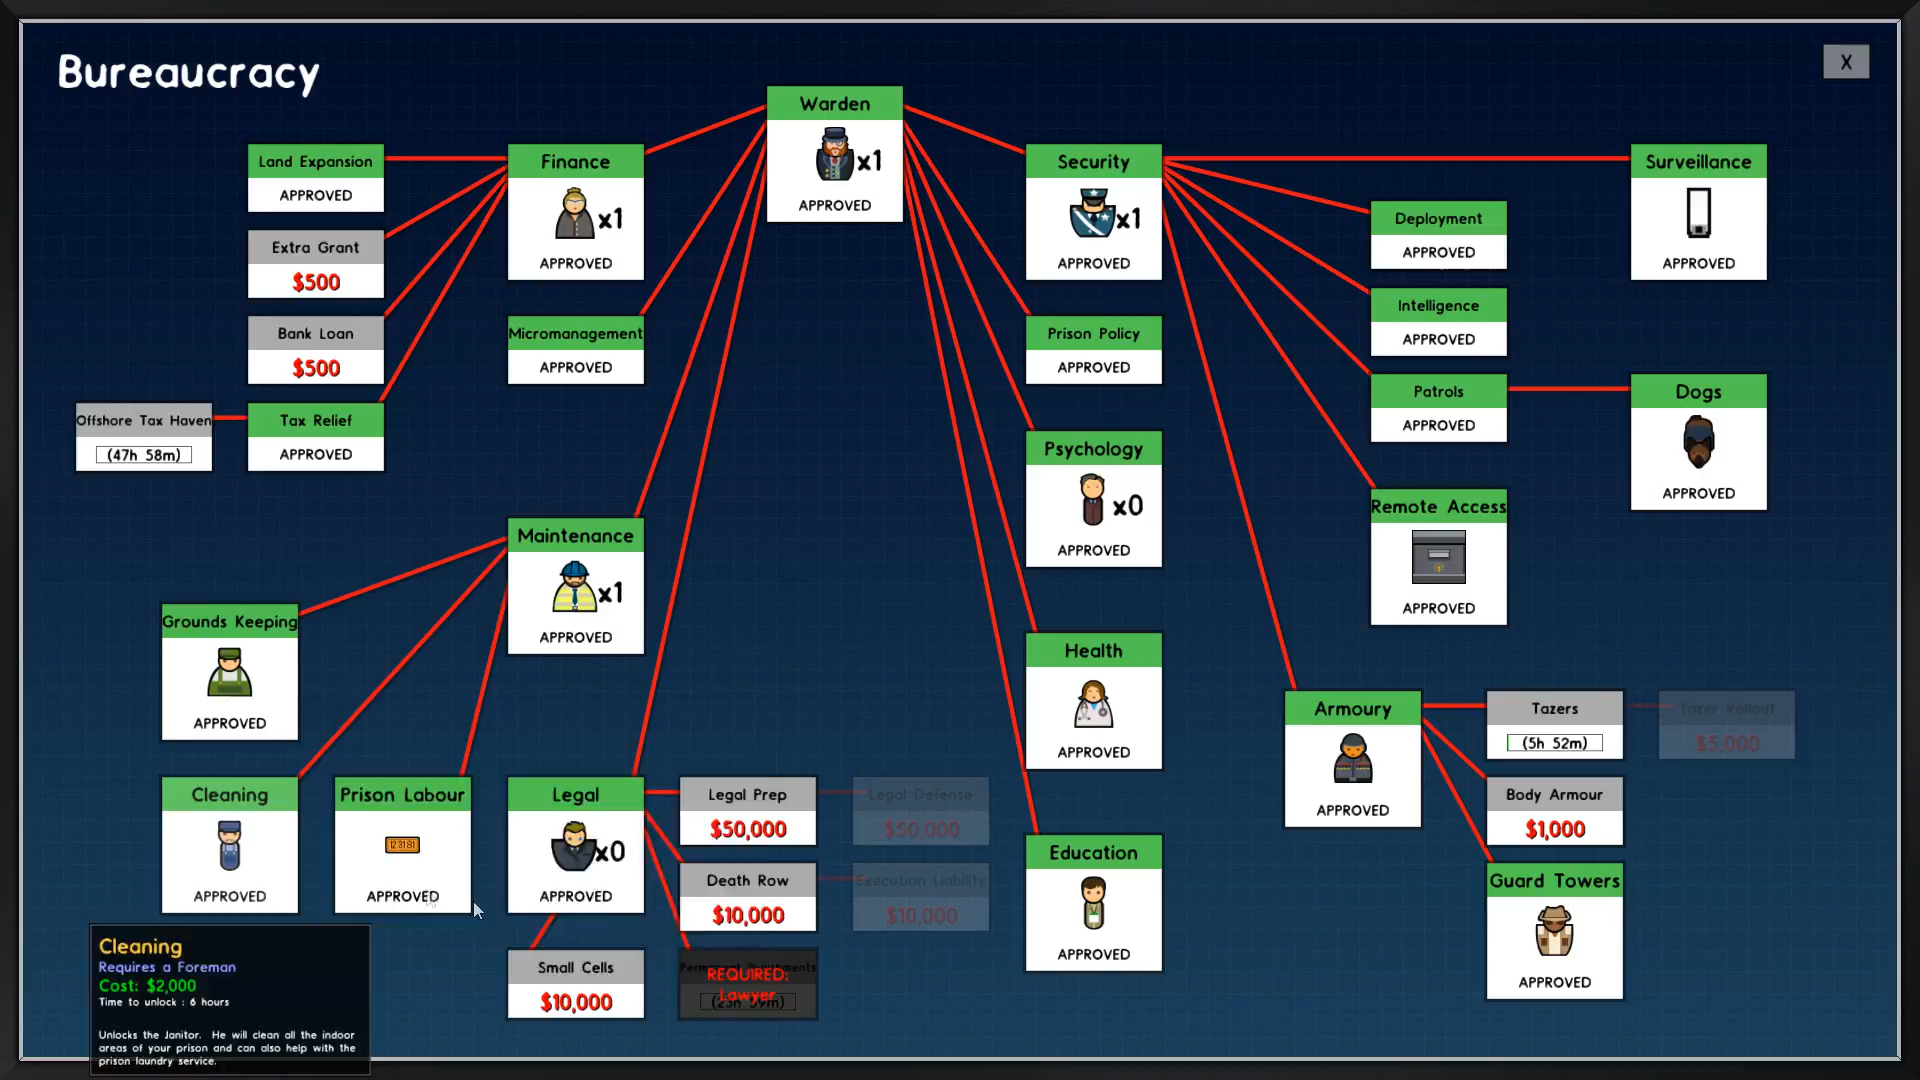 Bureaucracy
X
Warden
x1
APPROVED
Land Expansion
APPROVED
Finance
x1
APPROVED
Security
x1
APPROVED
Surveillance
APPROVED
Extra Grant
$500
Deployment
APPROVED
Bank Loan
$500
Micromanagement
APPROVED
Prison Policy
APPROVED
Intelligence
APPROVED
Offshore Tax Haven
(47h 58m)
Tax Relief
APPROVED
Patrols
APPROVED
Dogs
APPROVED
Psychology
x0
APPROVED
Remote Access
APPROVED
Maintenance
x1
APPROVED
Grounds Keeping
APPROVED
Health
APPROVED
Armoury
APPROVED
Tazers
(5h 52m)
Tazer Rollout
$5,000
Cleaning
APPROVED
Prison Labour
123181
APPROVED
Legal
x0
APPROVED
Legal Prep
$50,000
Legal Defense
$50,000
Body Armour
$1,000
Death Row
$10,000
Execution Liability
$10,000
Education
APPROVED
Guard Towers
APPROVED
Small Cells
$10,000
REQUIRED:
Lawyer
Cleaning
Requires a Foreman
Cost: $2,000
Time to unlock : 6 hours
Unlocks the Janitor. He will clean all the indoor
areas of your prison and can also help with the
prison laundry service.